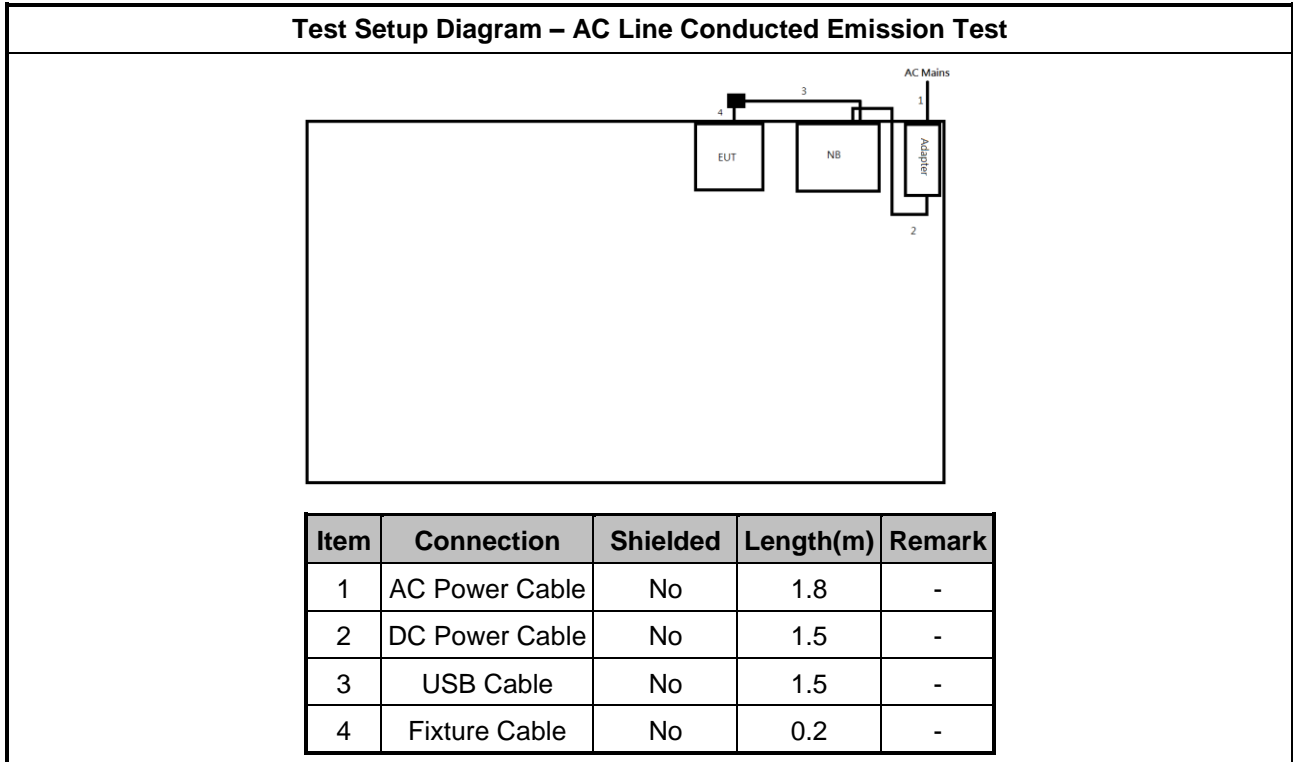 Test Setup Diagram – AC Line Conducted Emission Test
AC Mains
3
1
4
EUT
NB
Adapter
2
Item Connection Shielded Length(m) Remark
1 AC Power Cable No 1.8 -
2 DC Power Cable No 1.5 -
3 USB Cable No 1.5 -
4 Fixture Cable No 0.2 -